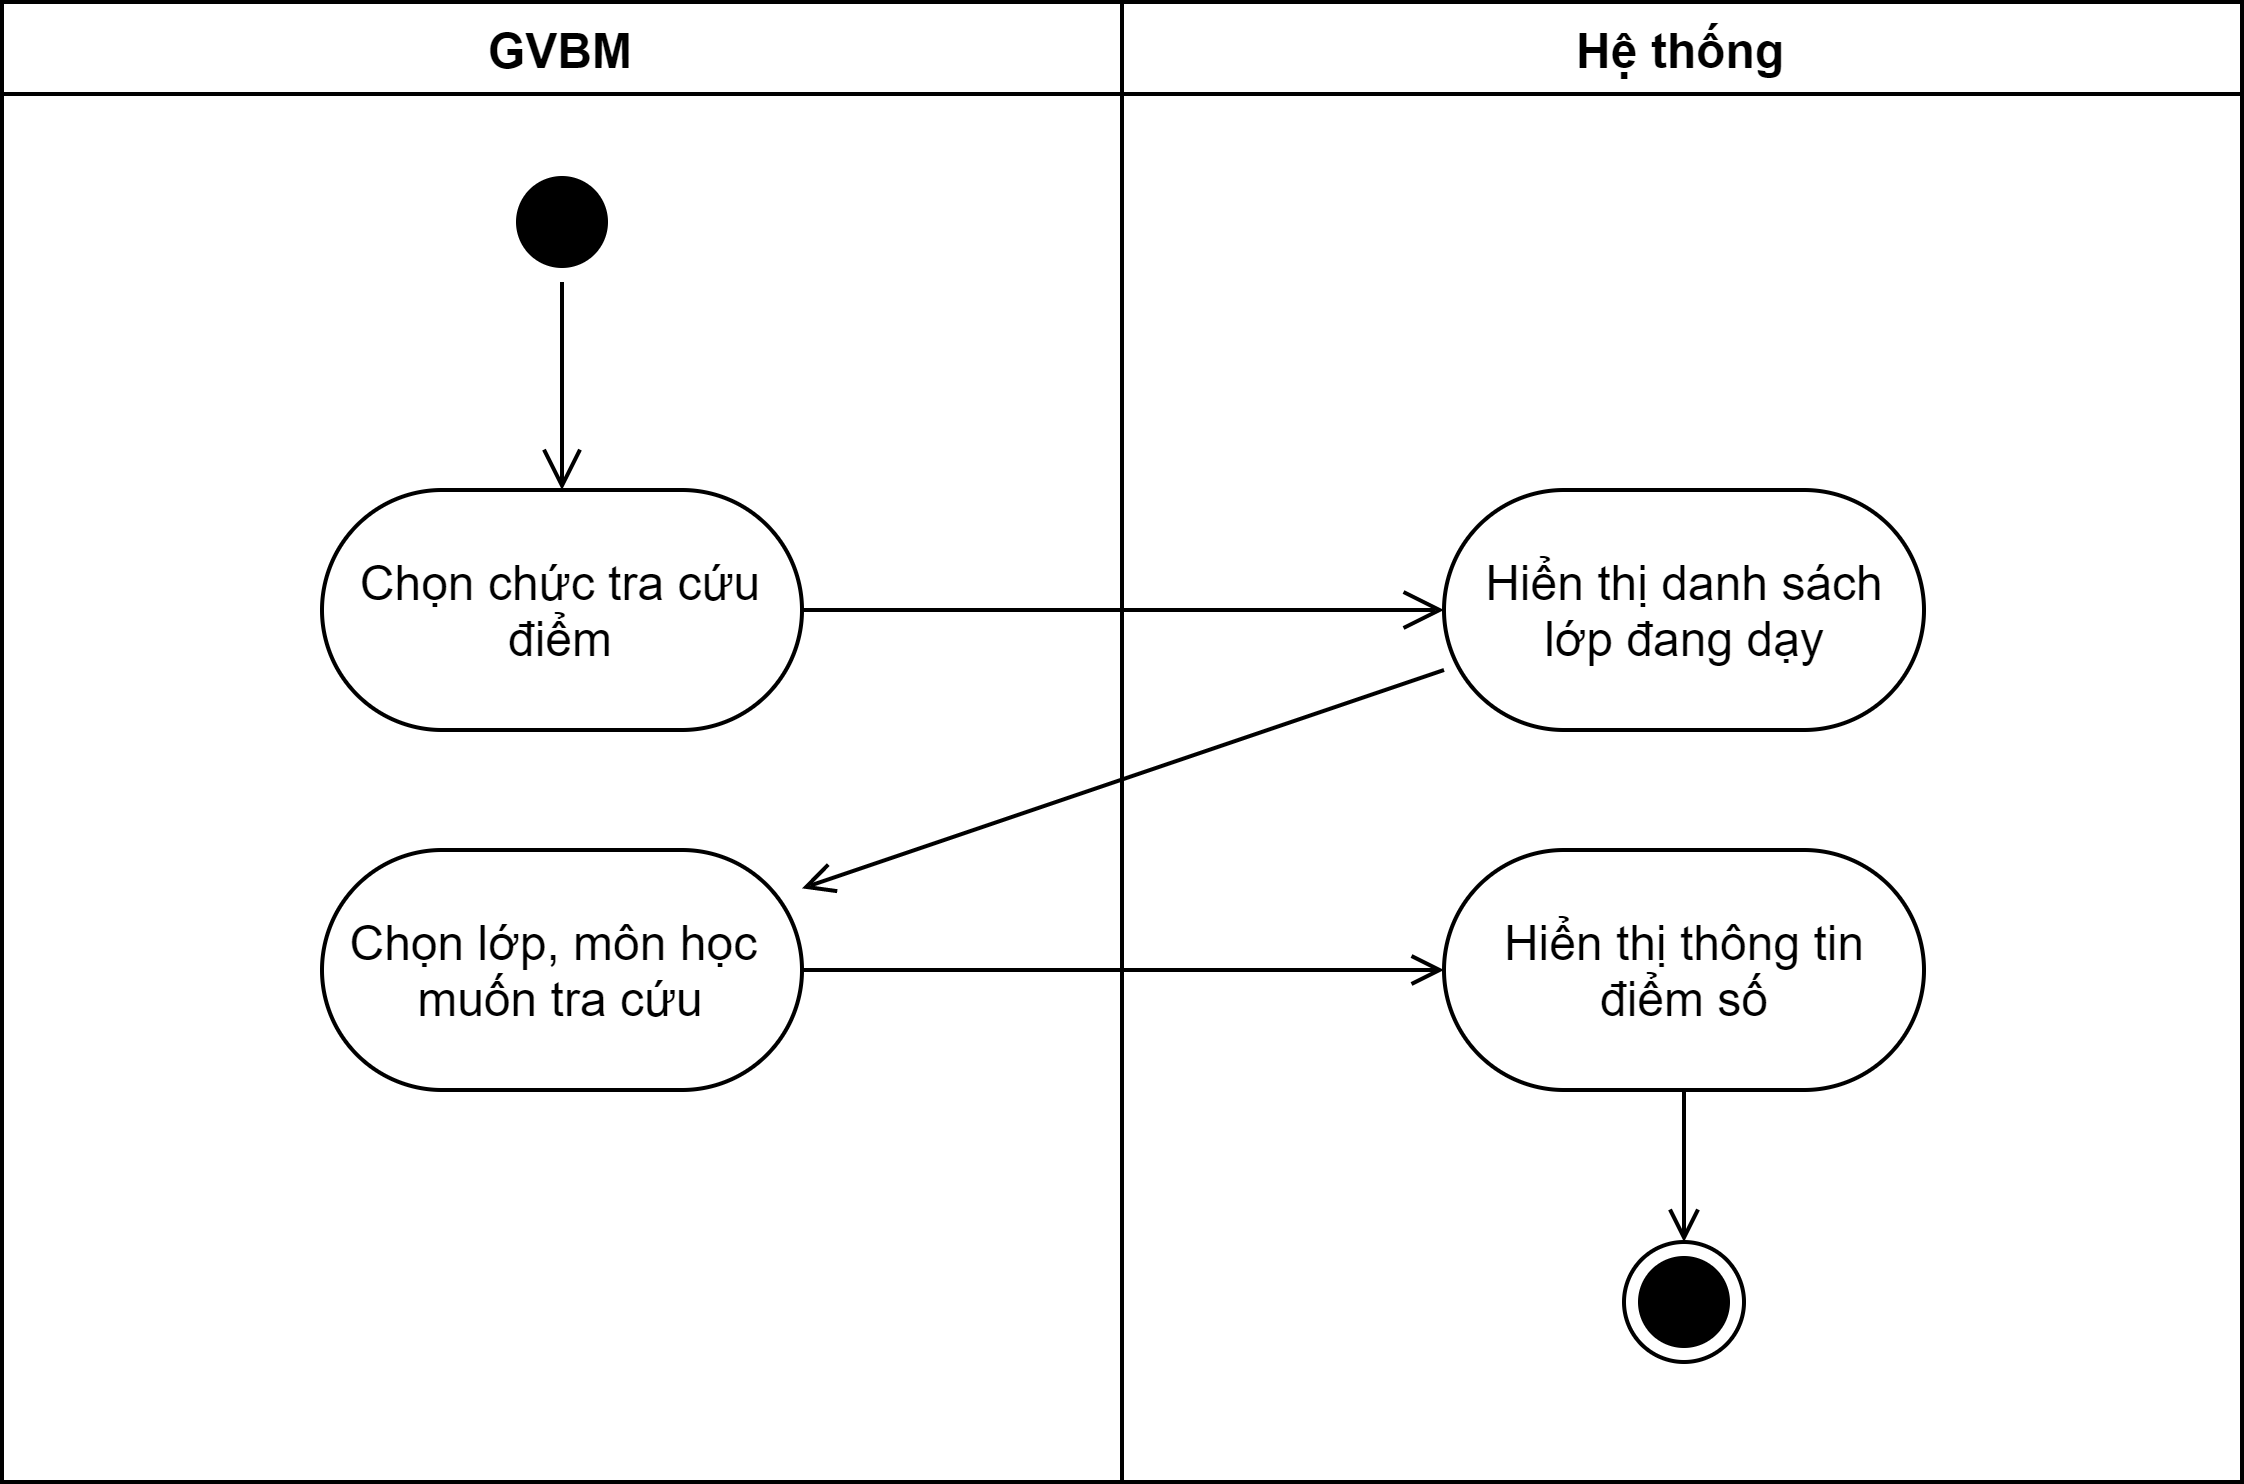 GVBM
Hệ thống
Chọn chức tra cứu
điểm
Hiển thị danh sách
lớp đang dạy
Chọn lớp, môn học
muốn tra cứu
Hiển thị thông tin
điểm số